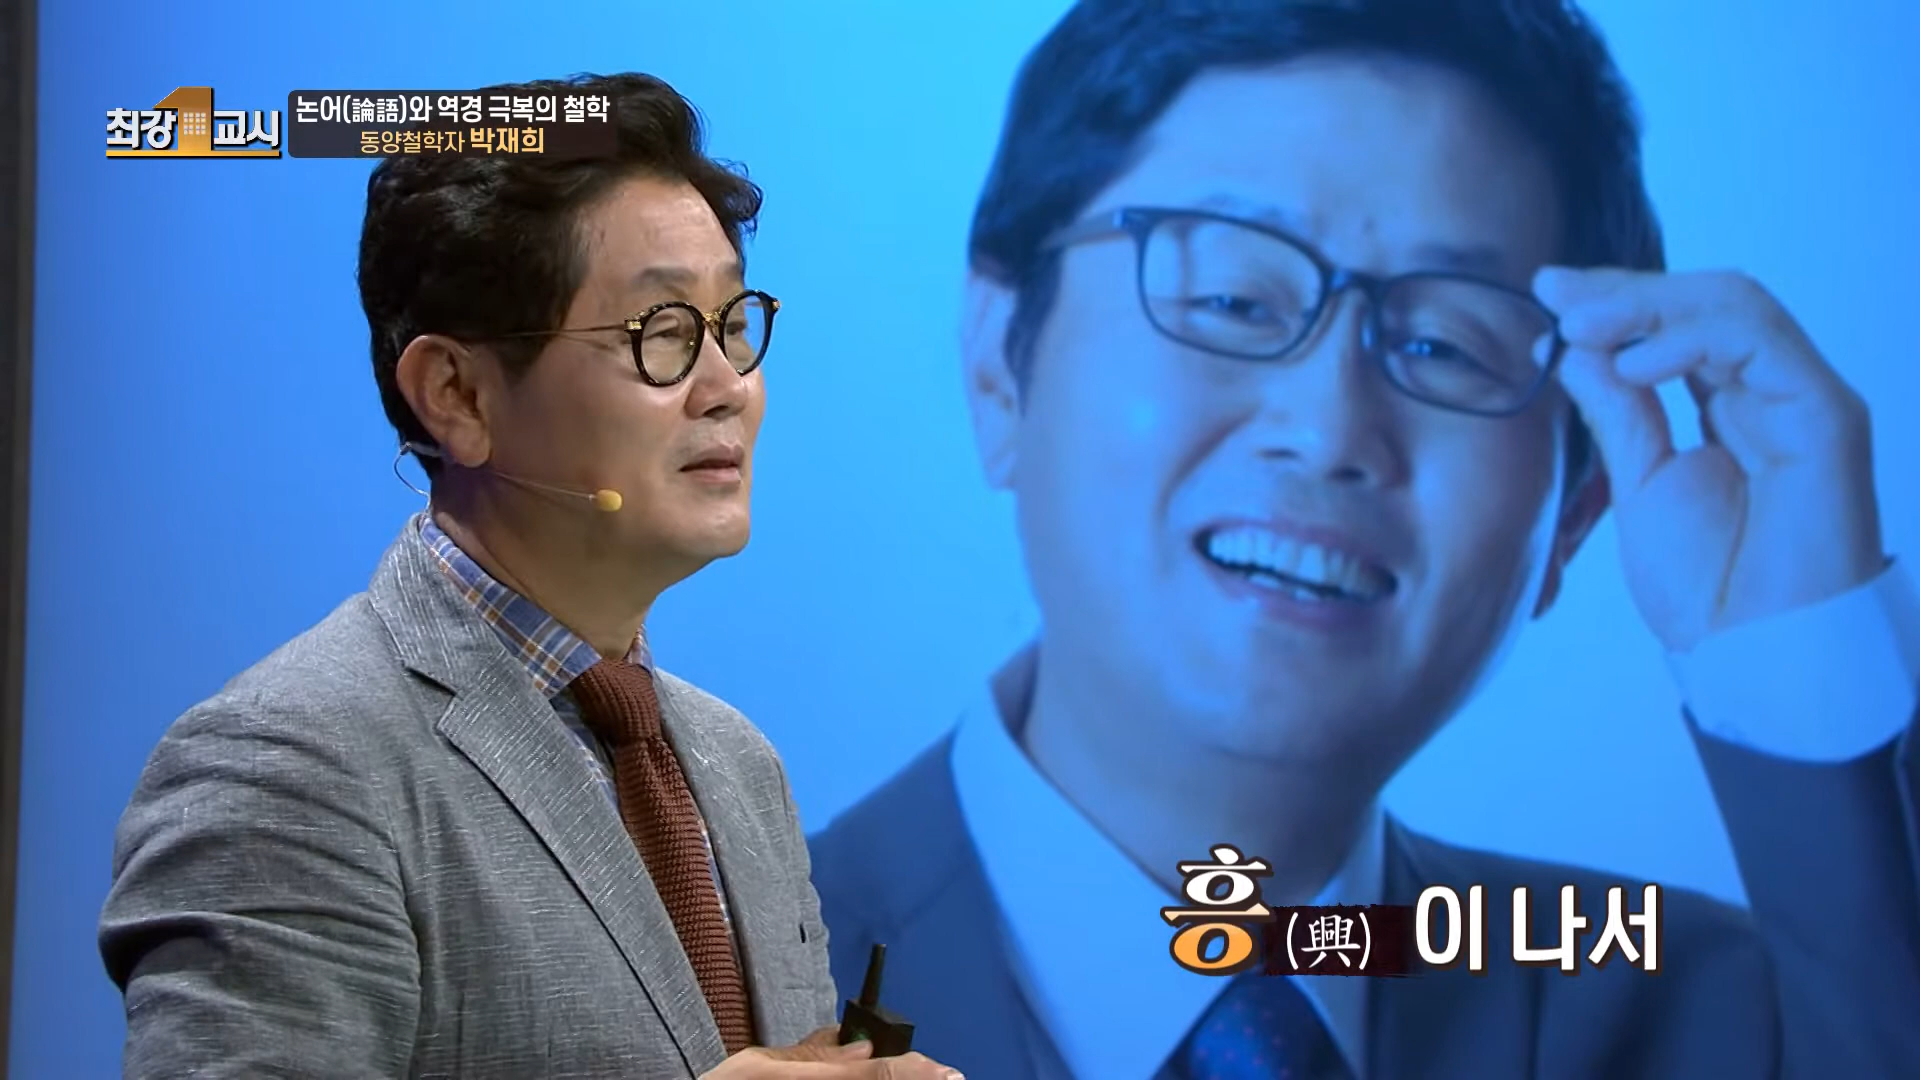 최강1교시
논어(論語)와 역경 극복의 철학
동양철학자 박재희
흥(興)이 나서